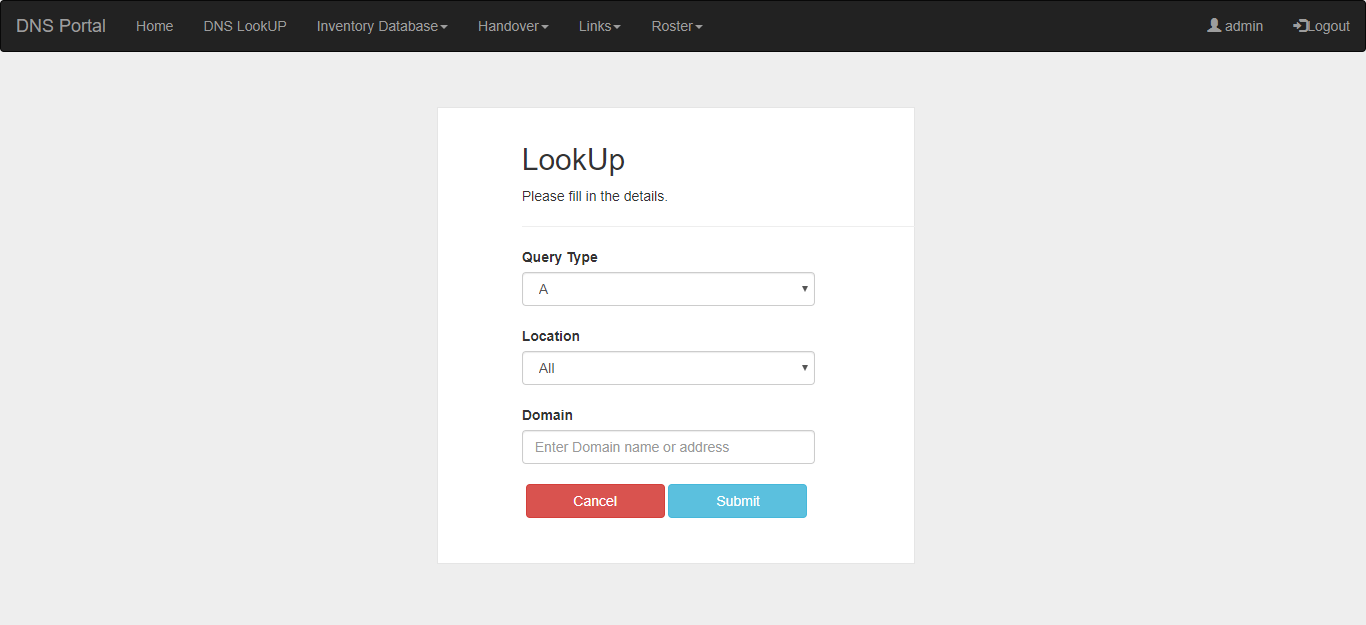 DNS Portal Home DNS LookUP Inventory Database Handover Links Roster admin Logout
LookUp
Please fill in the details.
Query Type
A
Location
All
Domain
Enter Domain name or address
Cancel Submit